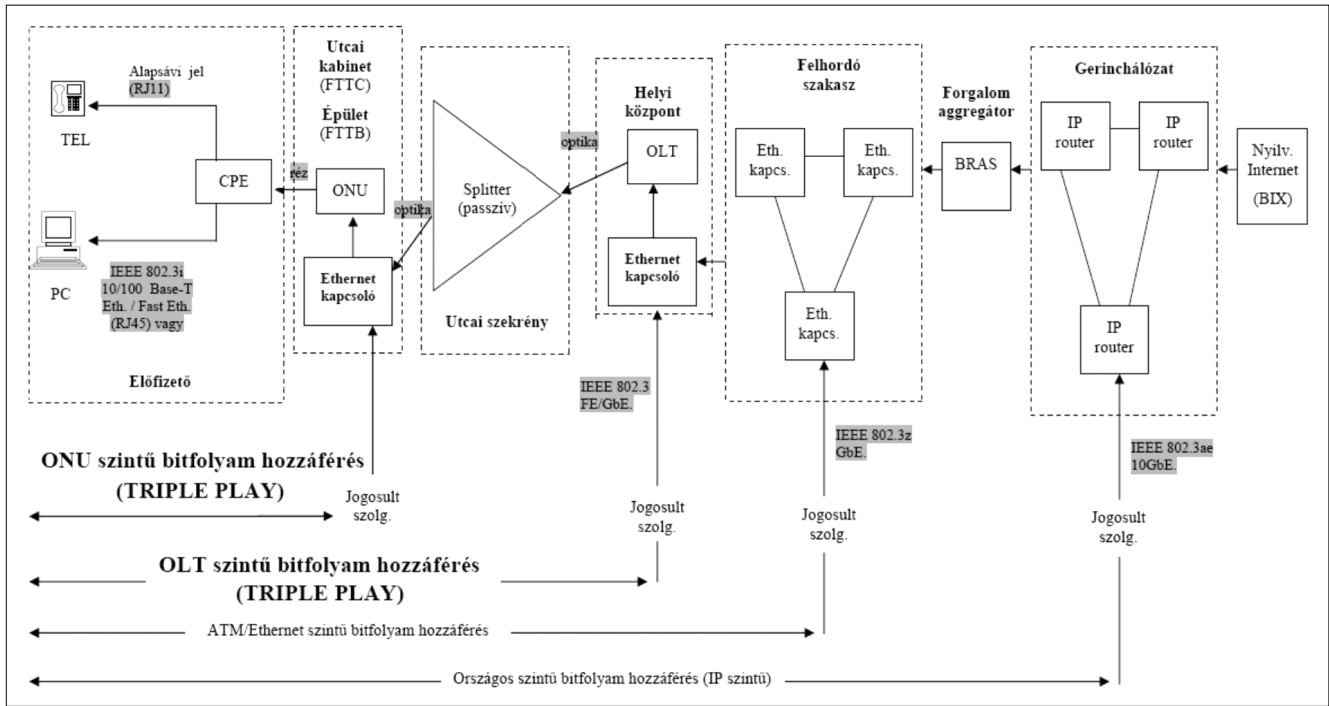 Alapsávi jel
(RJ11)
TEL
CPE
PC
IEEE 802.3i
10/100 Base-T
Eth. / Fast Eth.
(RJ45) vagy
Előfizető
réz
Utcai
kabinet
(FTTC)
Épület
(FTTB)
ONU
Ethernet
kapcsoló
optika
Splitter
(passzív)
Utcai szekrény
optika
Helyi
központ
OLT
Ethernet
kapcsoló
Felhordó
szakasz
Eth.
kapcs.
Eth.
kapcs.
Eth.
kapcs.
Forgalom
aggregátor
BRAS
Gerinchálózat
IP
router
IP
router
IP
router
Nyilv.
Internet
(BIX)
IEEE 802.3
FE/GbE.
IEEE 802.3z
GbE.
IEEE 802.3ae
10GbE.
ONU szintű bitfolyam hozzáférés
(TRIPLE PLAY)
Jogosult
szolg.
OLT szintű bitfolyam hozzáférés
(TRIPLE PLAY)
Jogosult
szolg.
ATM/Ethernet szintű bitfolyam hozzáférés
Jogosult
szolg.
Országos szintű bitfolyam hozzáférés (IP szintű)
Jogosult
szolg.